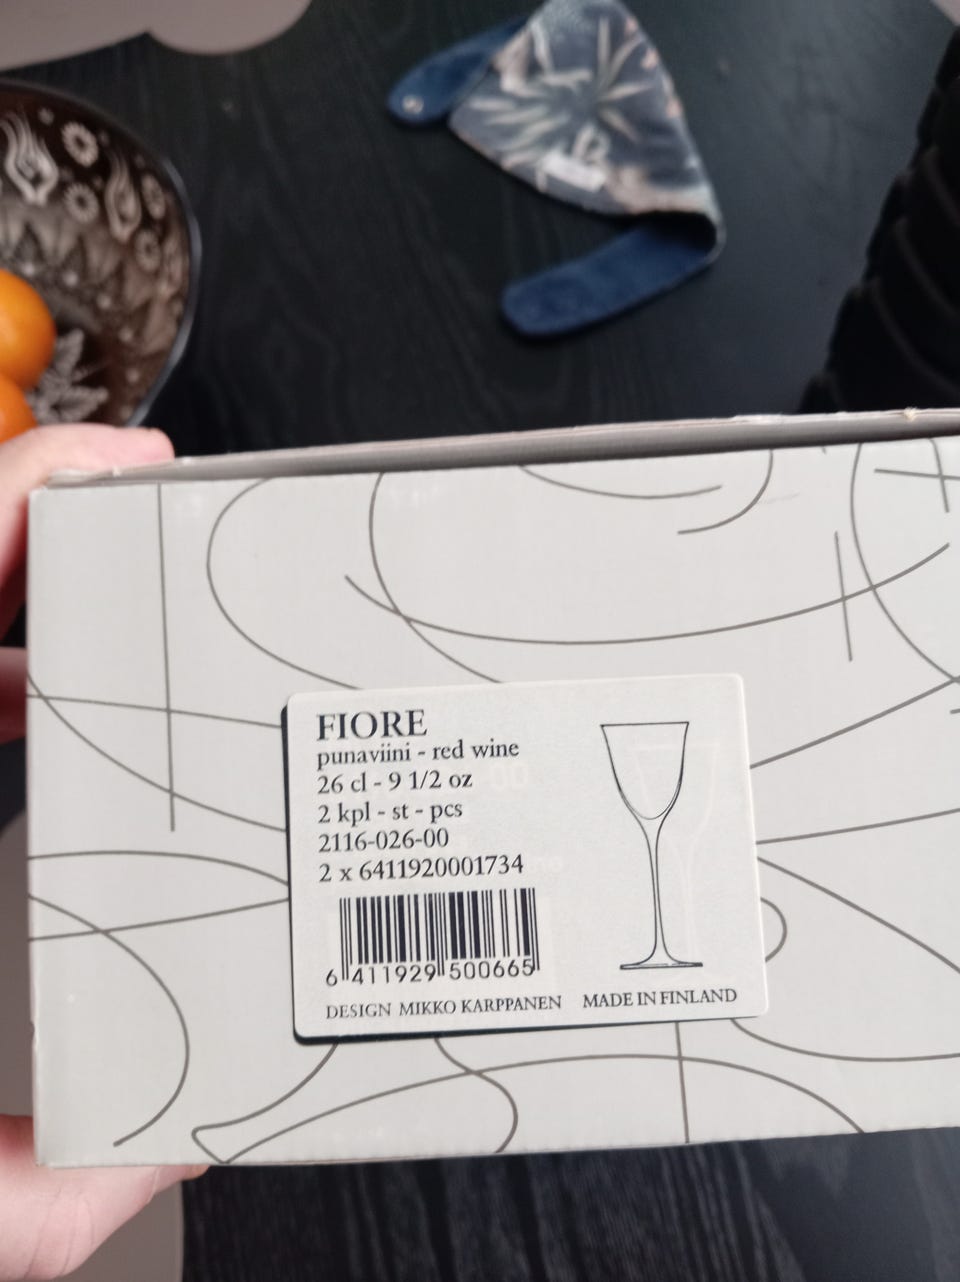 FIORE
punaviini - red wine
26 cl - 9 1/2 oz
2 kpl - st - pcs
2116-026-00
2 x 6411920001734
6 411929 500665
DESIGN MIKKO KARPPANEN MADE IN FINLAND